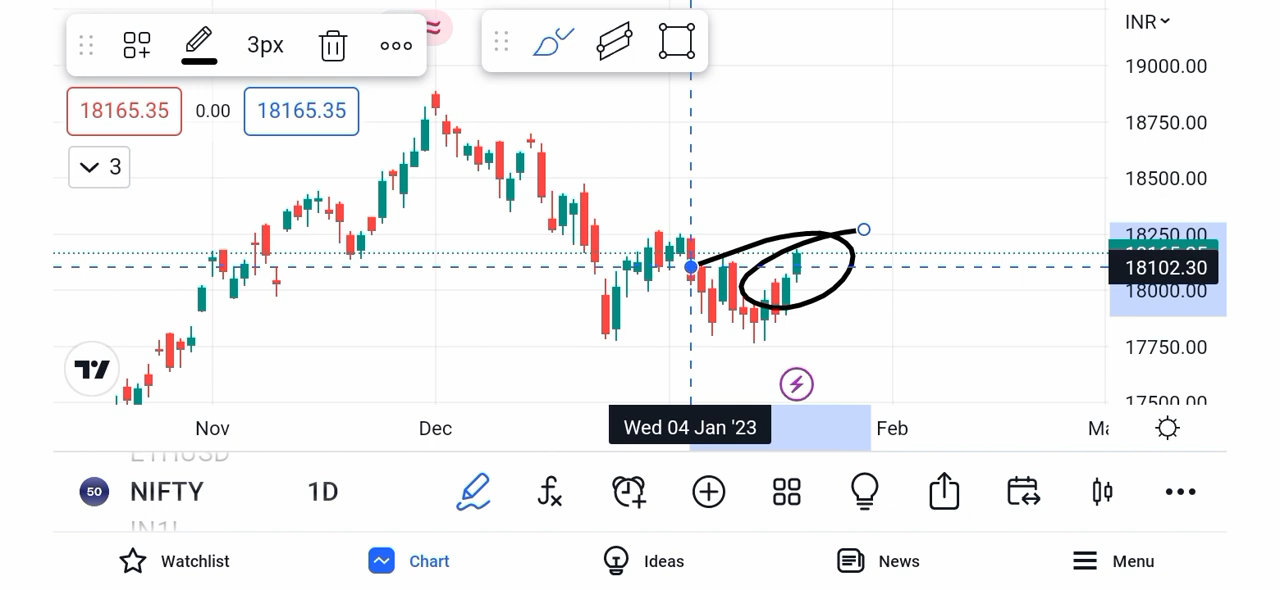 INR
3px
19000.00
18165.35 0.00 18165.35
18750.00
3
18500.00
18250.00
18102.30
18000.00
17750.00
17500.00
Nov Dec Wed 04 Jan '23 Feb
ETHUSD
50 NIFTY 1D
Watchlist Chart Ideas News Menu